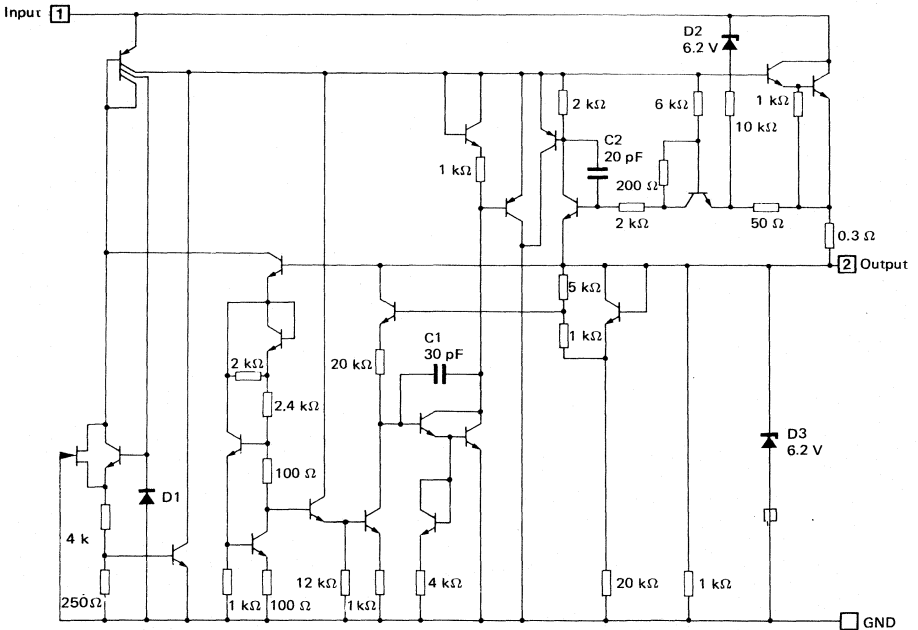 Input 1
D2
6.2 V
2 kΩ
6 kΩ
1 kΩ
10 kΩ
C2
20 pF
1 kΩ
200 Ω
2 kΩ
50 Ω
0.3 Ω
2 Output
5 kΩ
C1
30 pF
1 kΩ
2 kΩ
20 kΩ
2.4 kΩ
D3
6.2 V
100 Ω
D1
4 k
250Ω
1 kΩ
100 Ω
12 kΩ
1kΩ
4 kΩ
20 kΩ
1 kΩ
GND